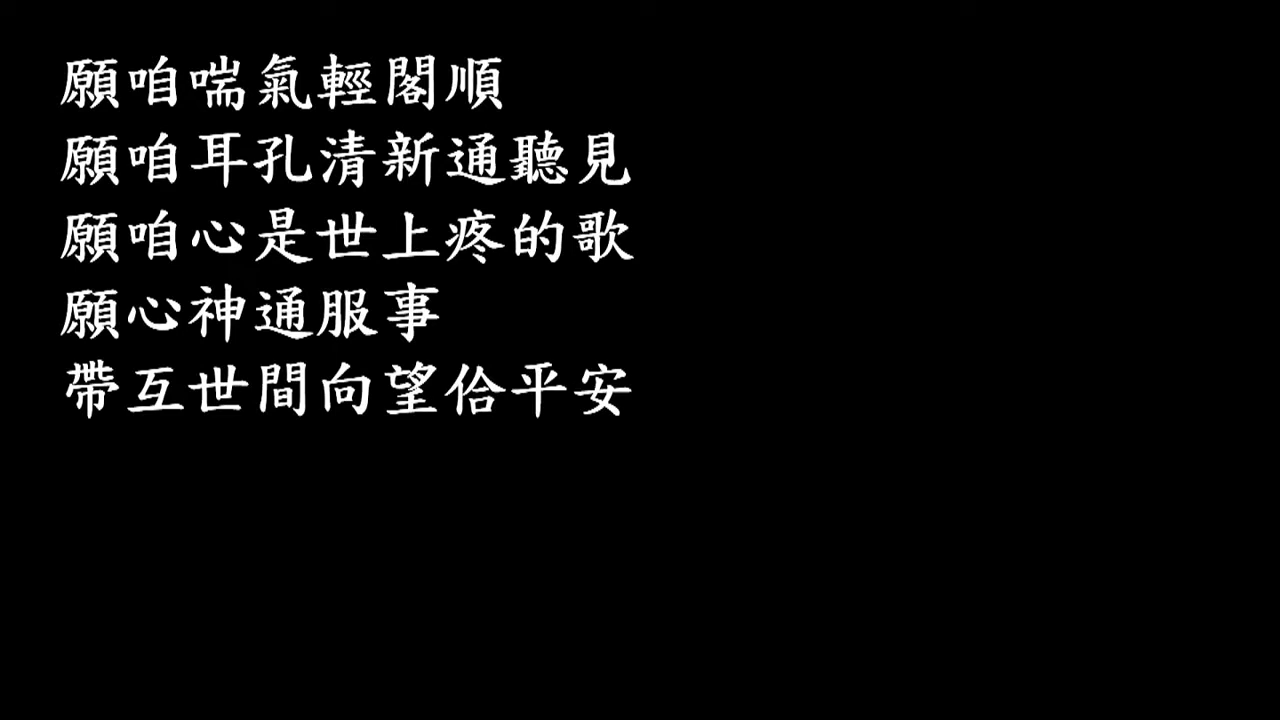 願咱喘氣輕閣順
願咱耳孔清新通聽見
願咱心是世上疼的歌
願心神通服事
帶互世間向望佮平安